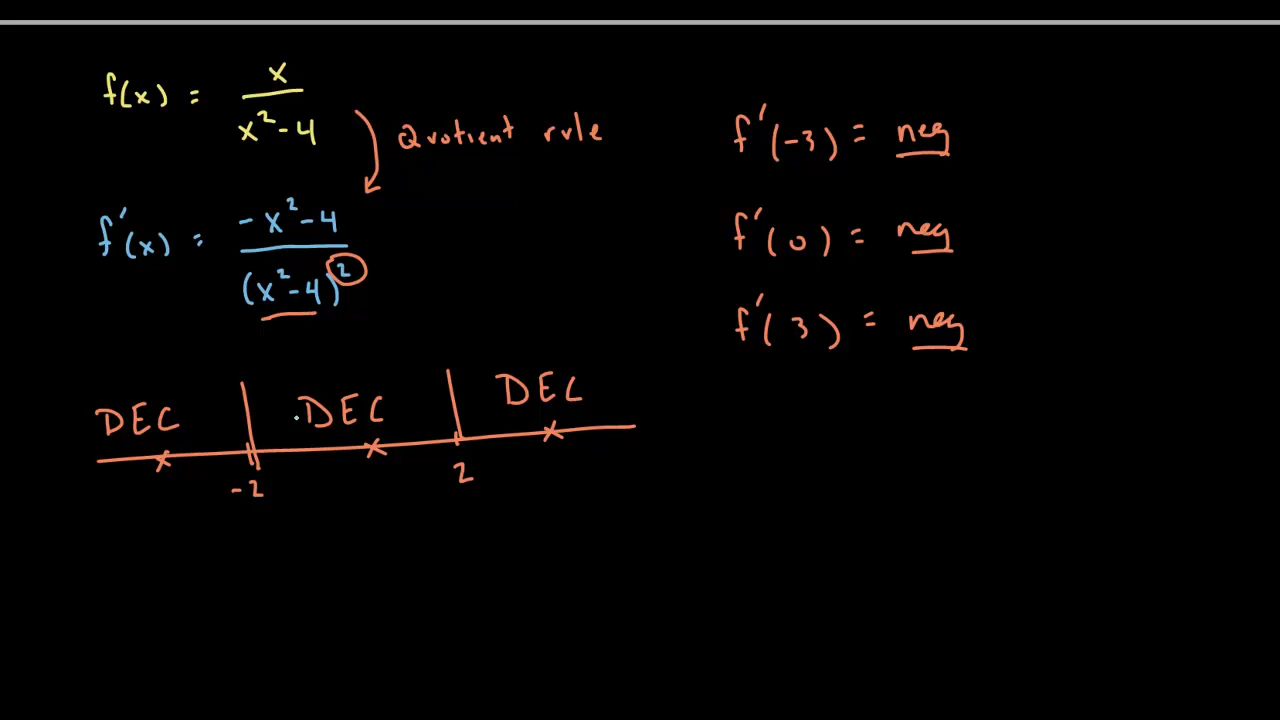 f(x) = x / x² - 4
Quotient rule
f'(x) = -x² - 4 / (x² - 4)²
f'(-3) = neg
f'(0) = neg
f'(3) = neg
DEC DEC DEC
-2 2